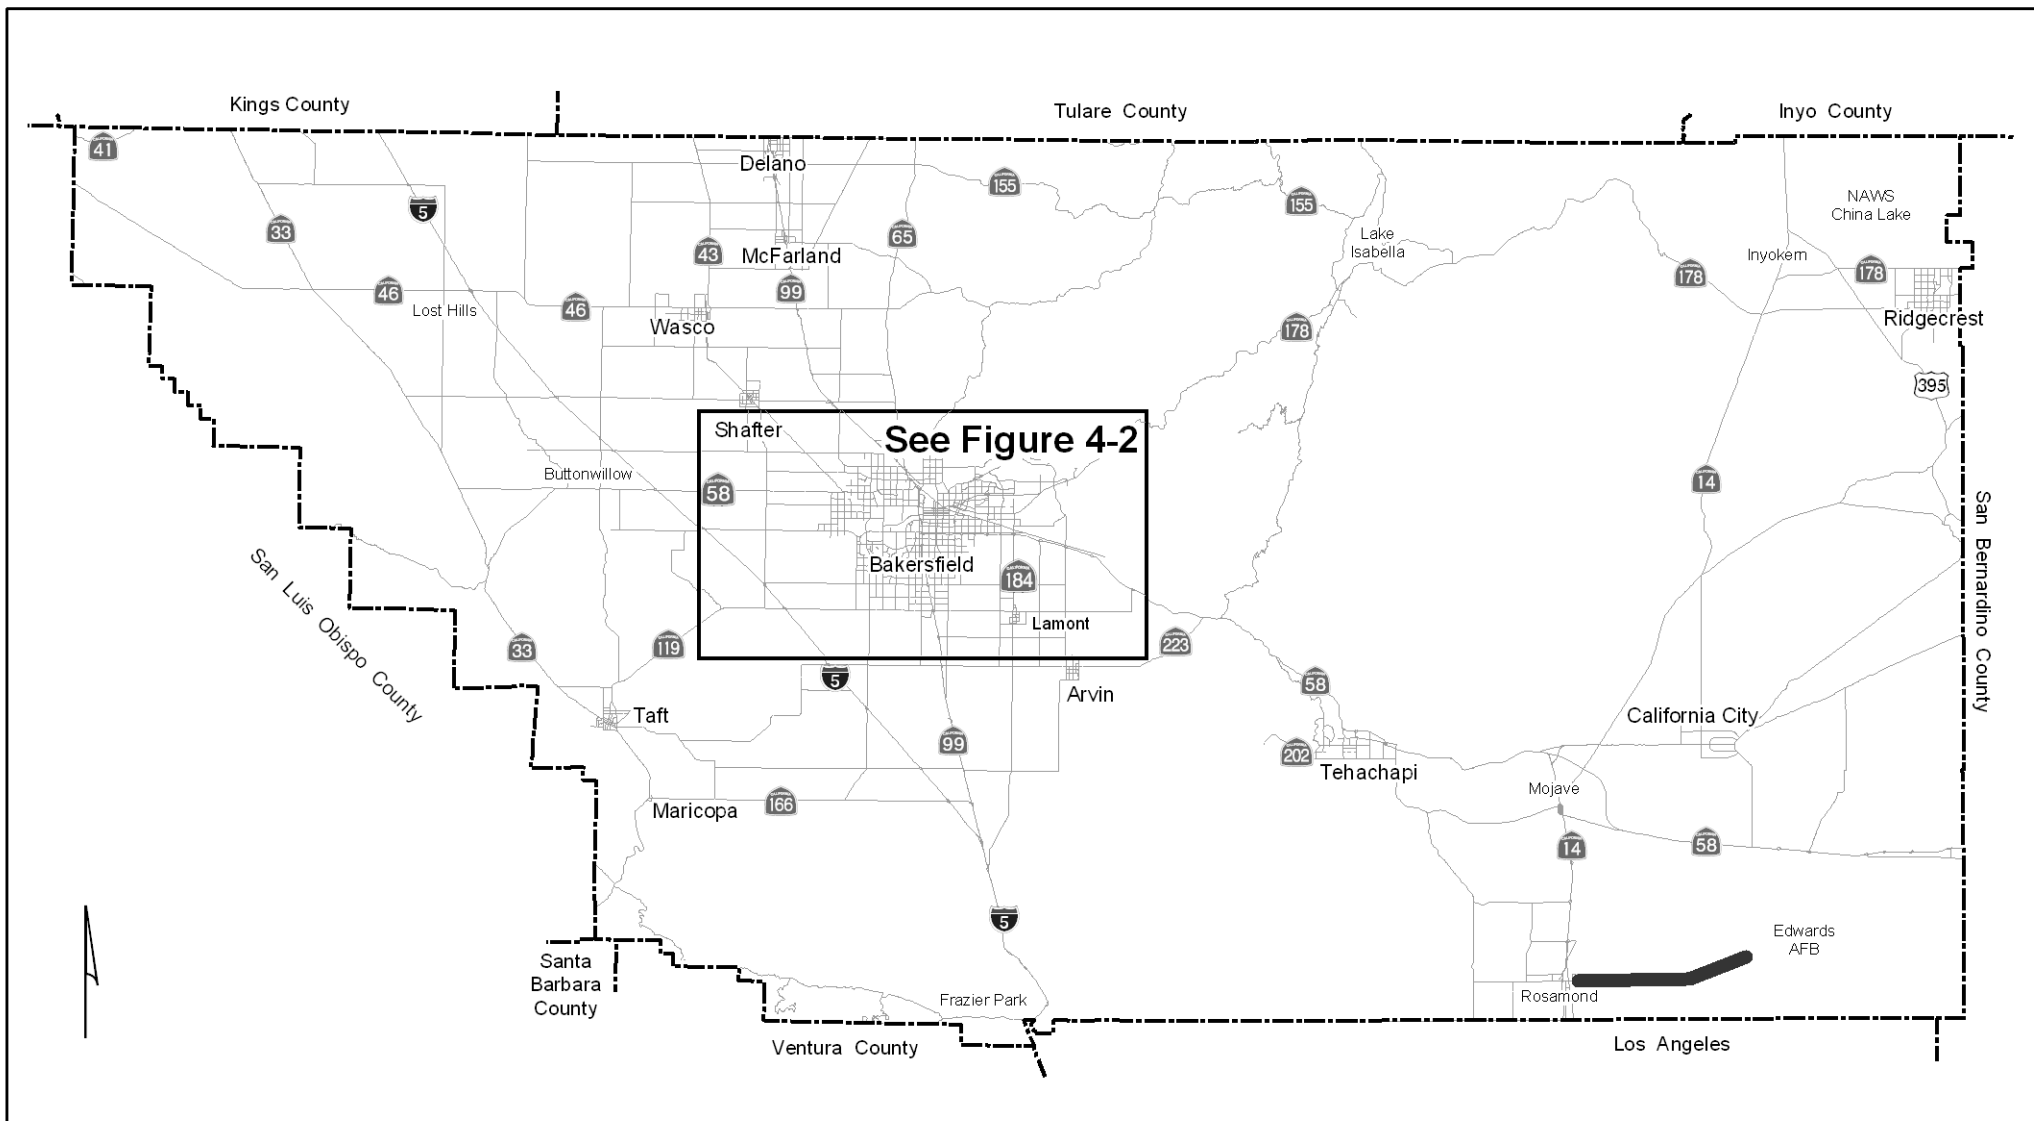 Kings County
Tulare County
Inyo County
41
Delano
155
155
5
33
65
43
McFarland
99
46
46
Lost Hills
Wasco
Lake
Isabella
178
178
NAWS
China Lake
Inyokern
178
Ridgecrest
395
Shafter
See Figure 4-2
Buttonwillow
58
14
Bakersfield
184
Lamont
San Luis Obispo County
San Bernardino County
33
119
223
5
Arvin
58
Taft
99
202
Tehachapi
California City
Mojave
Maricopa
166
14
58
5
Edwards
AFB
Santa
Barbara
County
Frazier Park
Rosamond
Ventura County
Los Angeles